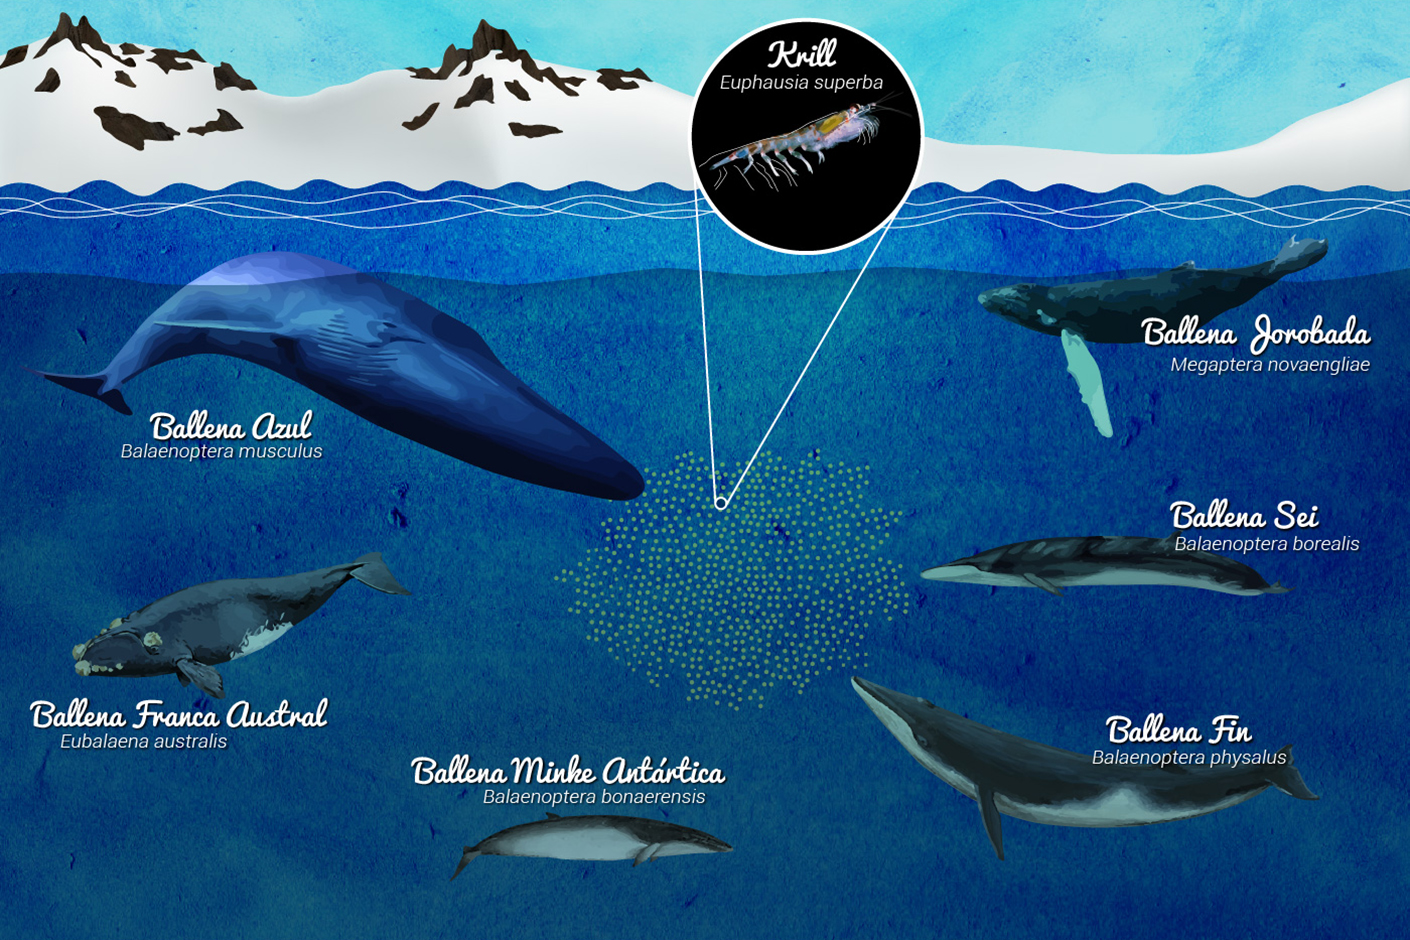 Krill
Euphausia superba
Ballena Jorobada
Megaptera novaengliae
Ballena Azul
Balaenoptera musculus
Ballena Sei
Balaenoptera borealis
Ballena Franca Austral
Eubalaena australis
Ballena Fin
Balaenoptera physalus
Ballena Minke Antártica
Balaenoptera bonaerensis